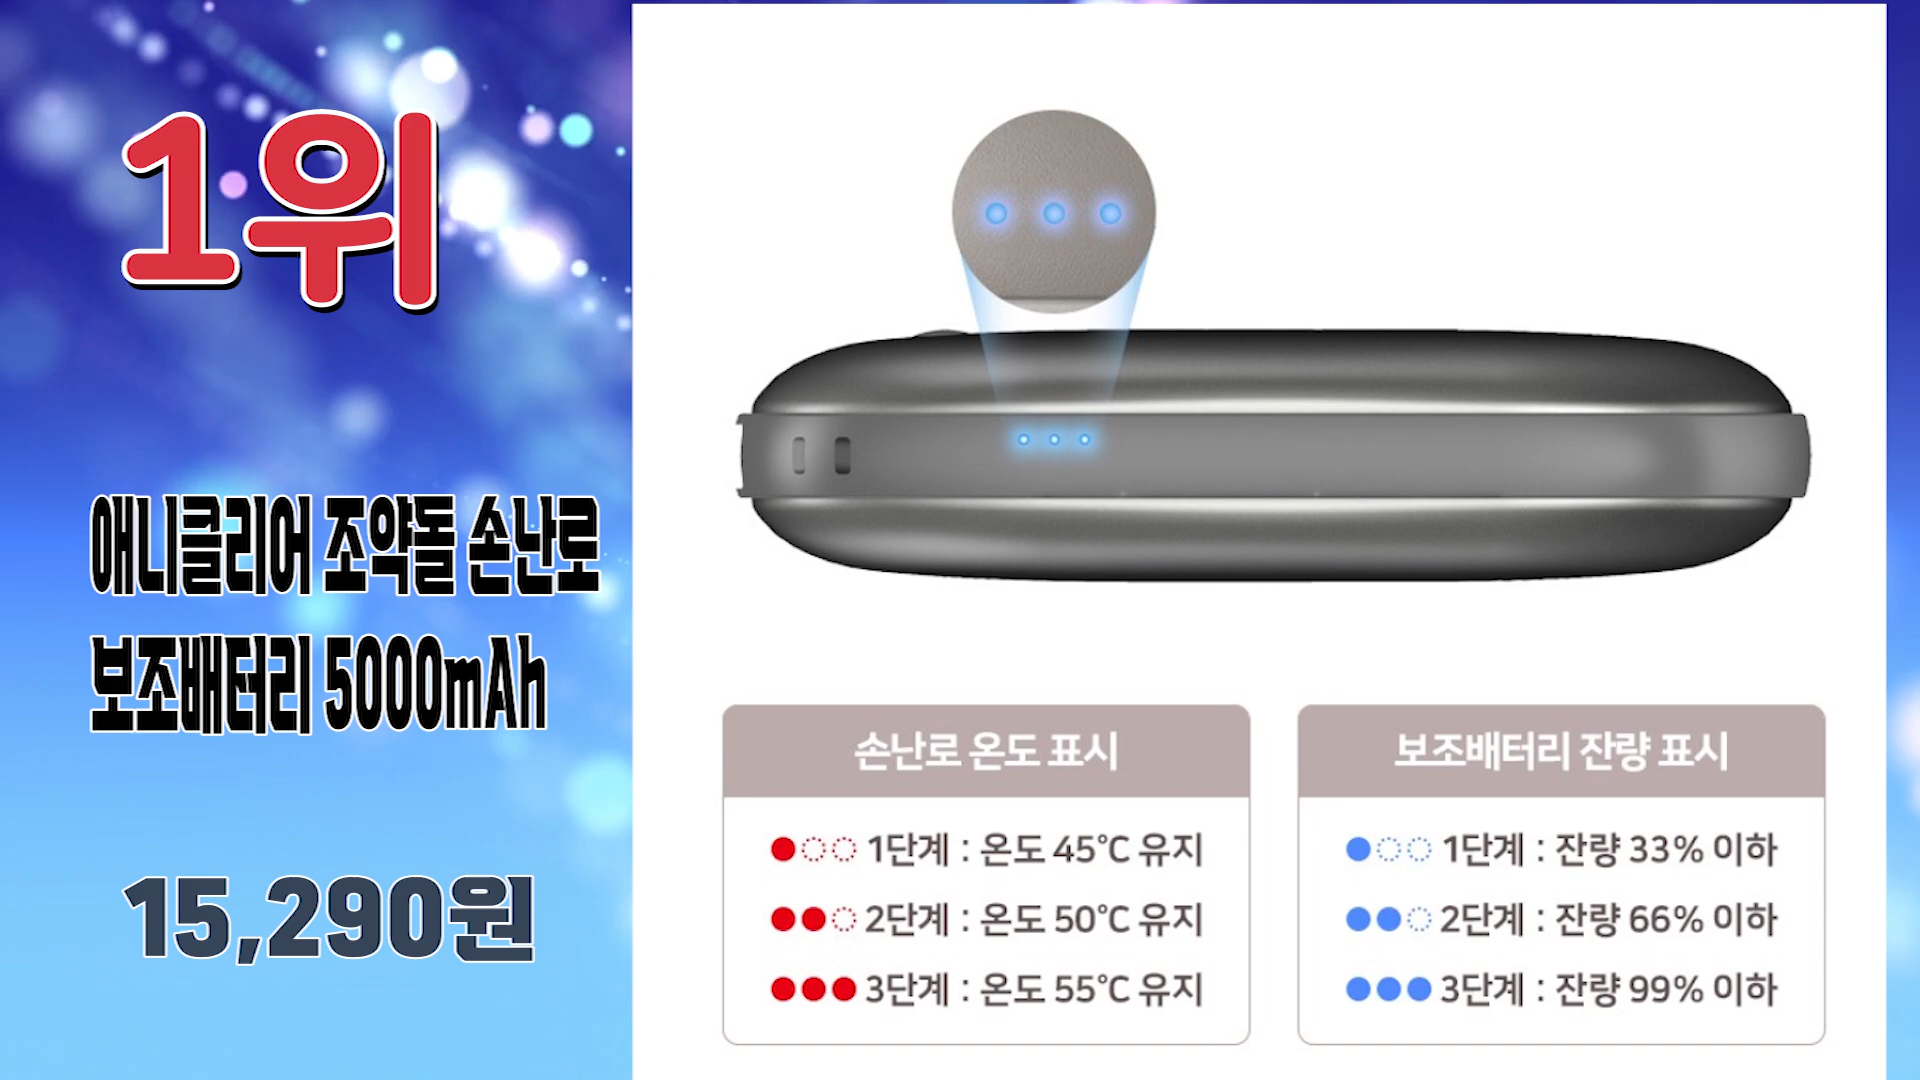 1위
애니클리어 조약돌 손난로
보조배터리 5000mAh
15,290원
손난로 온도 표시
1단계 : 온도 45℃ 유지
2단계 : 온도 50℃ 유지
3단계 : 온도 55℃ 유지
보조배터리 잔량 표시
1단계 : 잔량 33% 이하
2단계 : 잔량 66% 이하
3단계 : 잔량 99% 이하